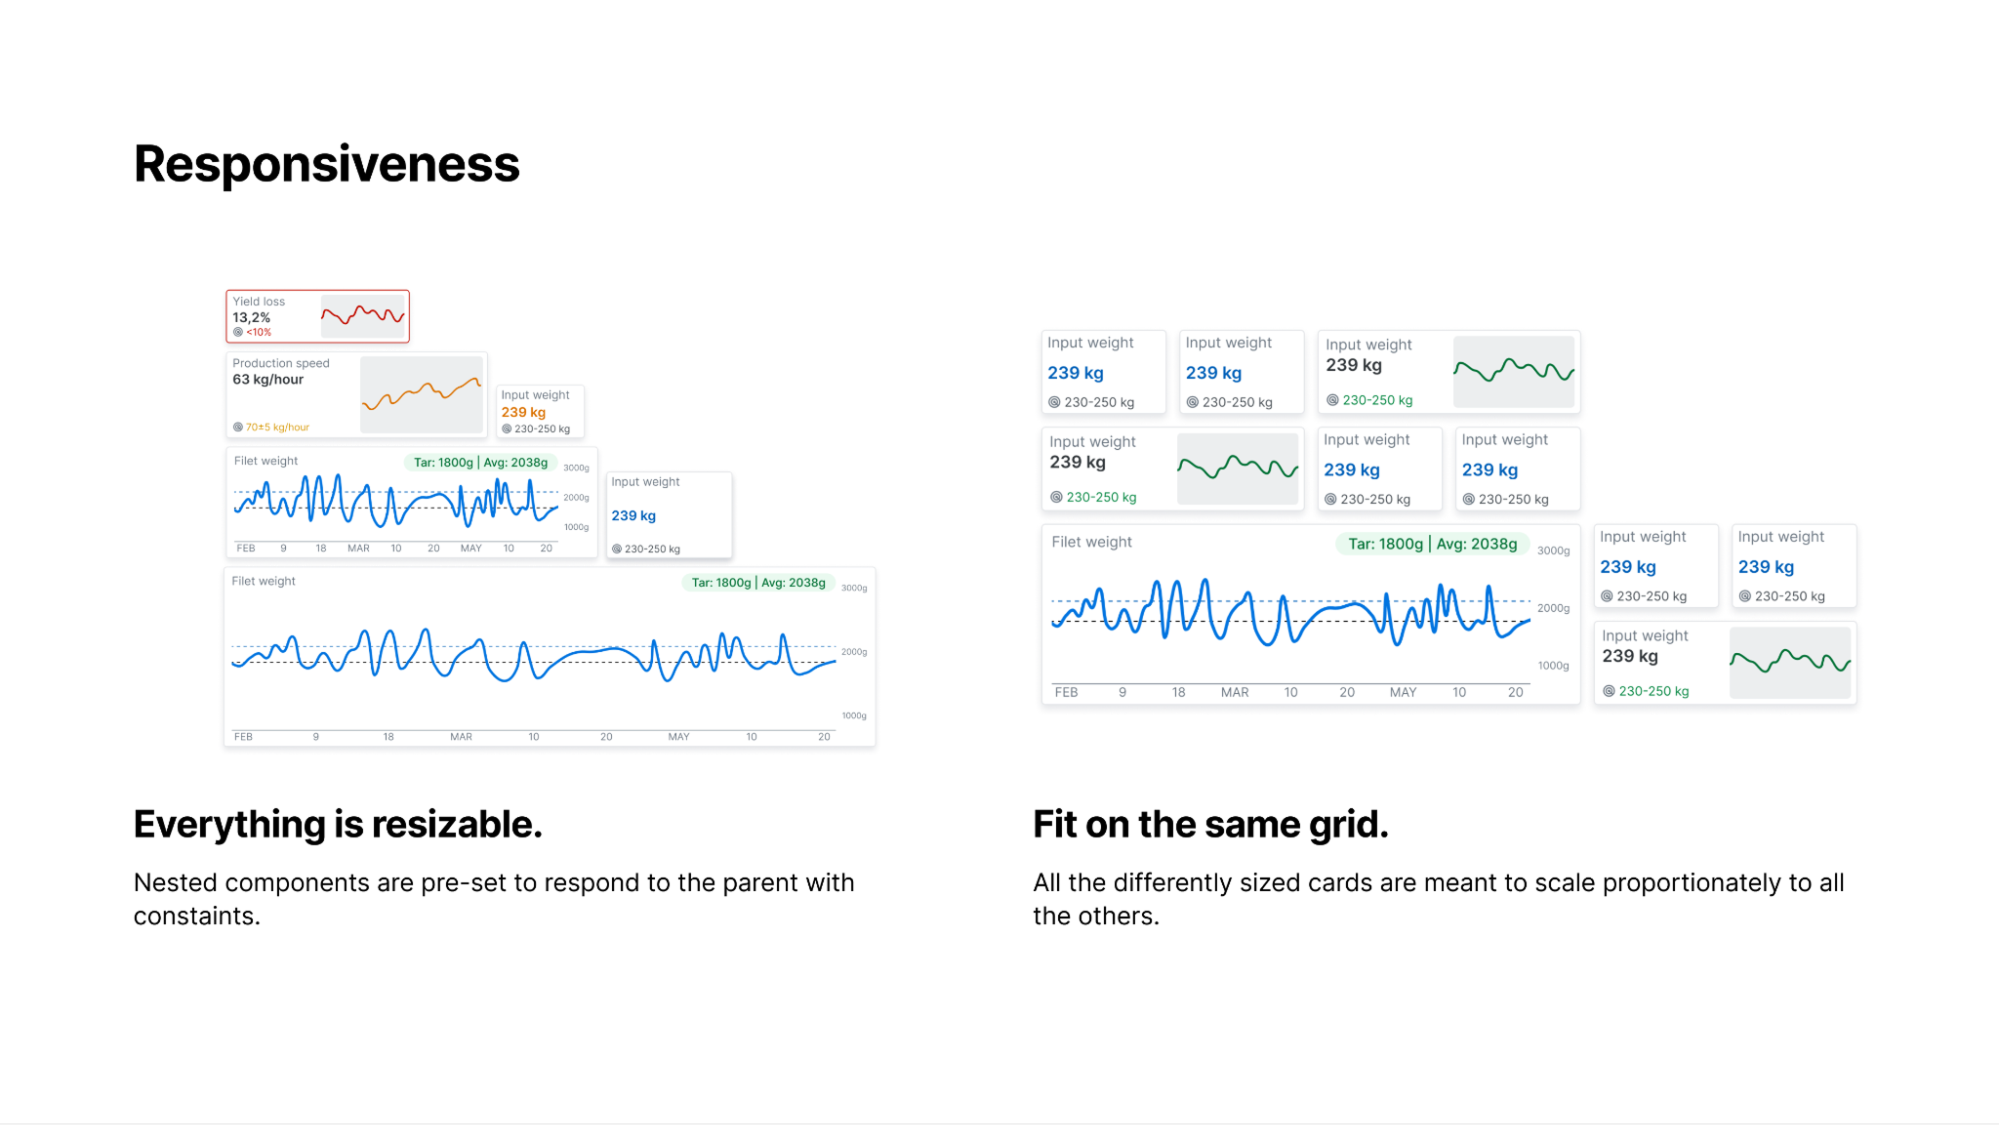 Responsiveness
Yield loss
13,2%
<10%
Production speed
63 kg/hour
70±5 kg/hour
Input weight
239 kg
230-250 kg
Filet weight
Tar: 1800g | Avg: 2038g
3000g
2000g
1000g
FEB 9 18 MAR 10 20 MAY 10 20
Input weight
239 kg
230-250 kg
Filet weight
Tar: 1800g | Avg: 2038g
3000g
2000g
1000g
FEB 9 18 MAR 10 20 MAY 10 20
Everything is resizable.
Nested components are pre-set to respond to the parent with
constaints.
Input weight
239 kg
230-250 kg
Input weight
239 kg
230-250 kg
Input weight
239 kg
230-250 kg
Input weight
239 kg
230-250 kg
Input weight
239 kg
230-250 kg
Input weight
239 kg
230-250 kg
Filet weight
Tar: 1800g | Avg: 2038g
3000g
2000g
1000g
FEB 9 18 MAR 10 20 MAY 10 20
Input weight
239 kg
230-250 kg
Input weight
239 kg
230-250 kg
Input weight
239 kg
230-250 kg
Fit on the same grid.
All the differently sized cards are meant to scale proportionately to all
the others.